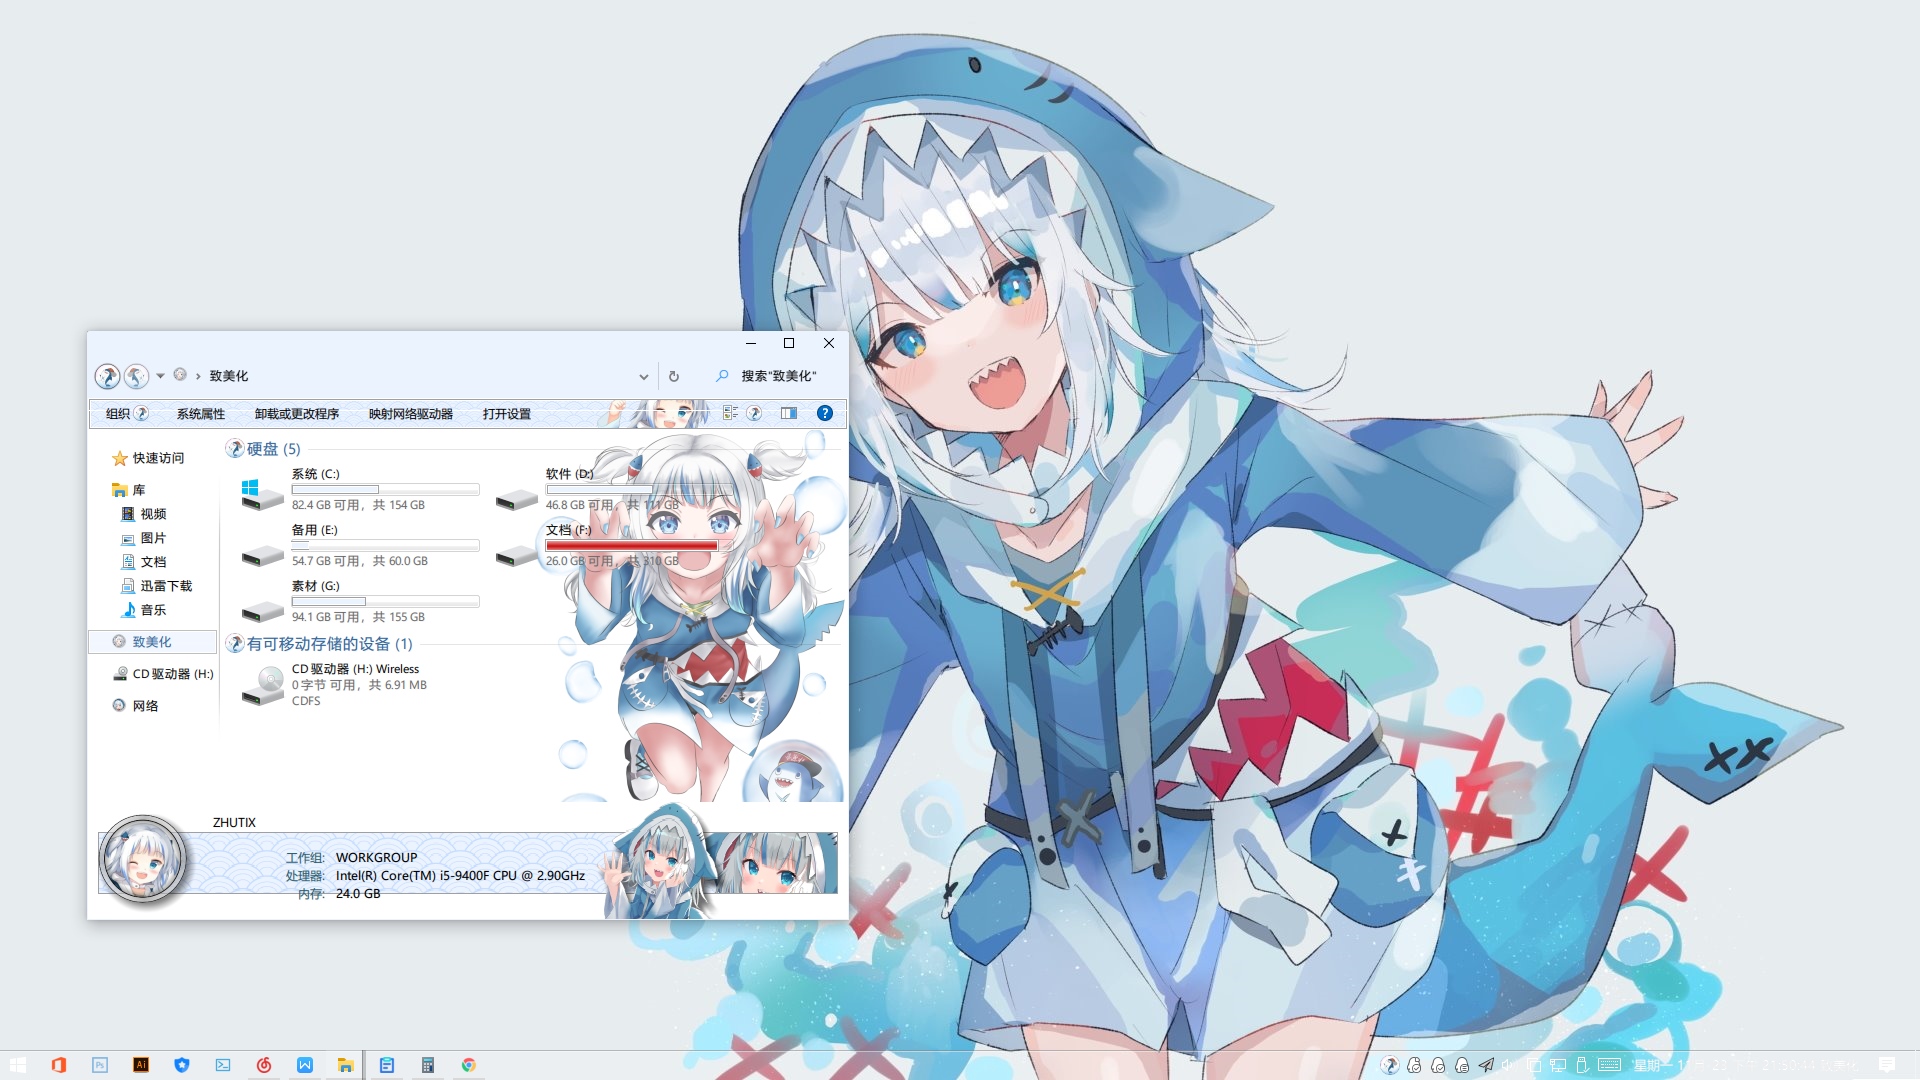 致美化
搜索"致美化"
组织 系统属性 卸载或更改程序 映射网络驱动器 打开设置
快速访问
库
视频
图片
文档
迅雷下载
音乐
致美化
CD 驱动器 (H:)
网络
硬盘 (5)
系统 (C:)
82.4 GB 可用，共 154 GB
软件 (D:)
46.8 GB 可用，共 111 GB
备用 (E:)
54.7 GB 可用，共 60.0 GB
文档 (F:)
26.0 GB 可用，共 310 GB
素材 (G:)
94.1 GB 可用，共 155 GB
有可移动存储的设备 (1)
CD 驱动器 (H:) Wireless
0 字节 可用，共 6.91 MB
CDFS
ZHUTIX
工作组: WORKGROUP
处理器: Intel(R) Core(TM) i5-9400F CPU @ 2.90GHz
内存: 24.0 GB
Ps
Ai
星期一